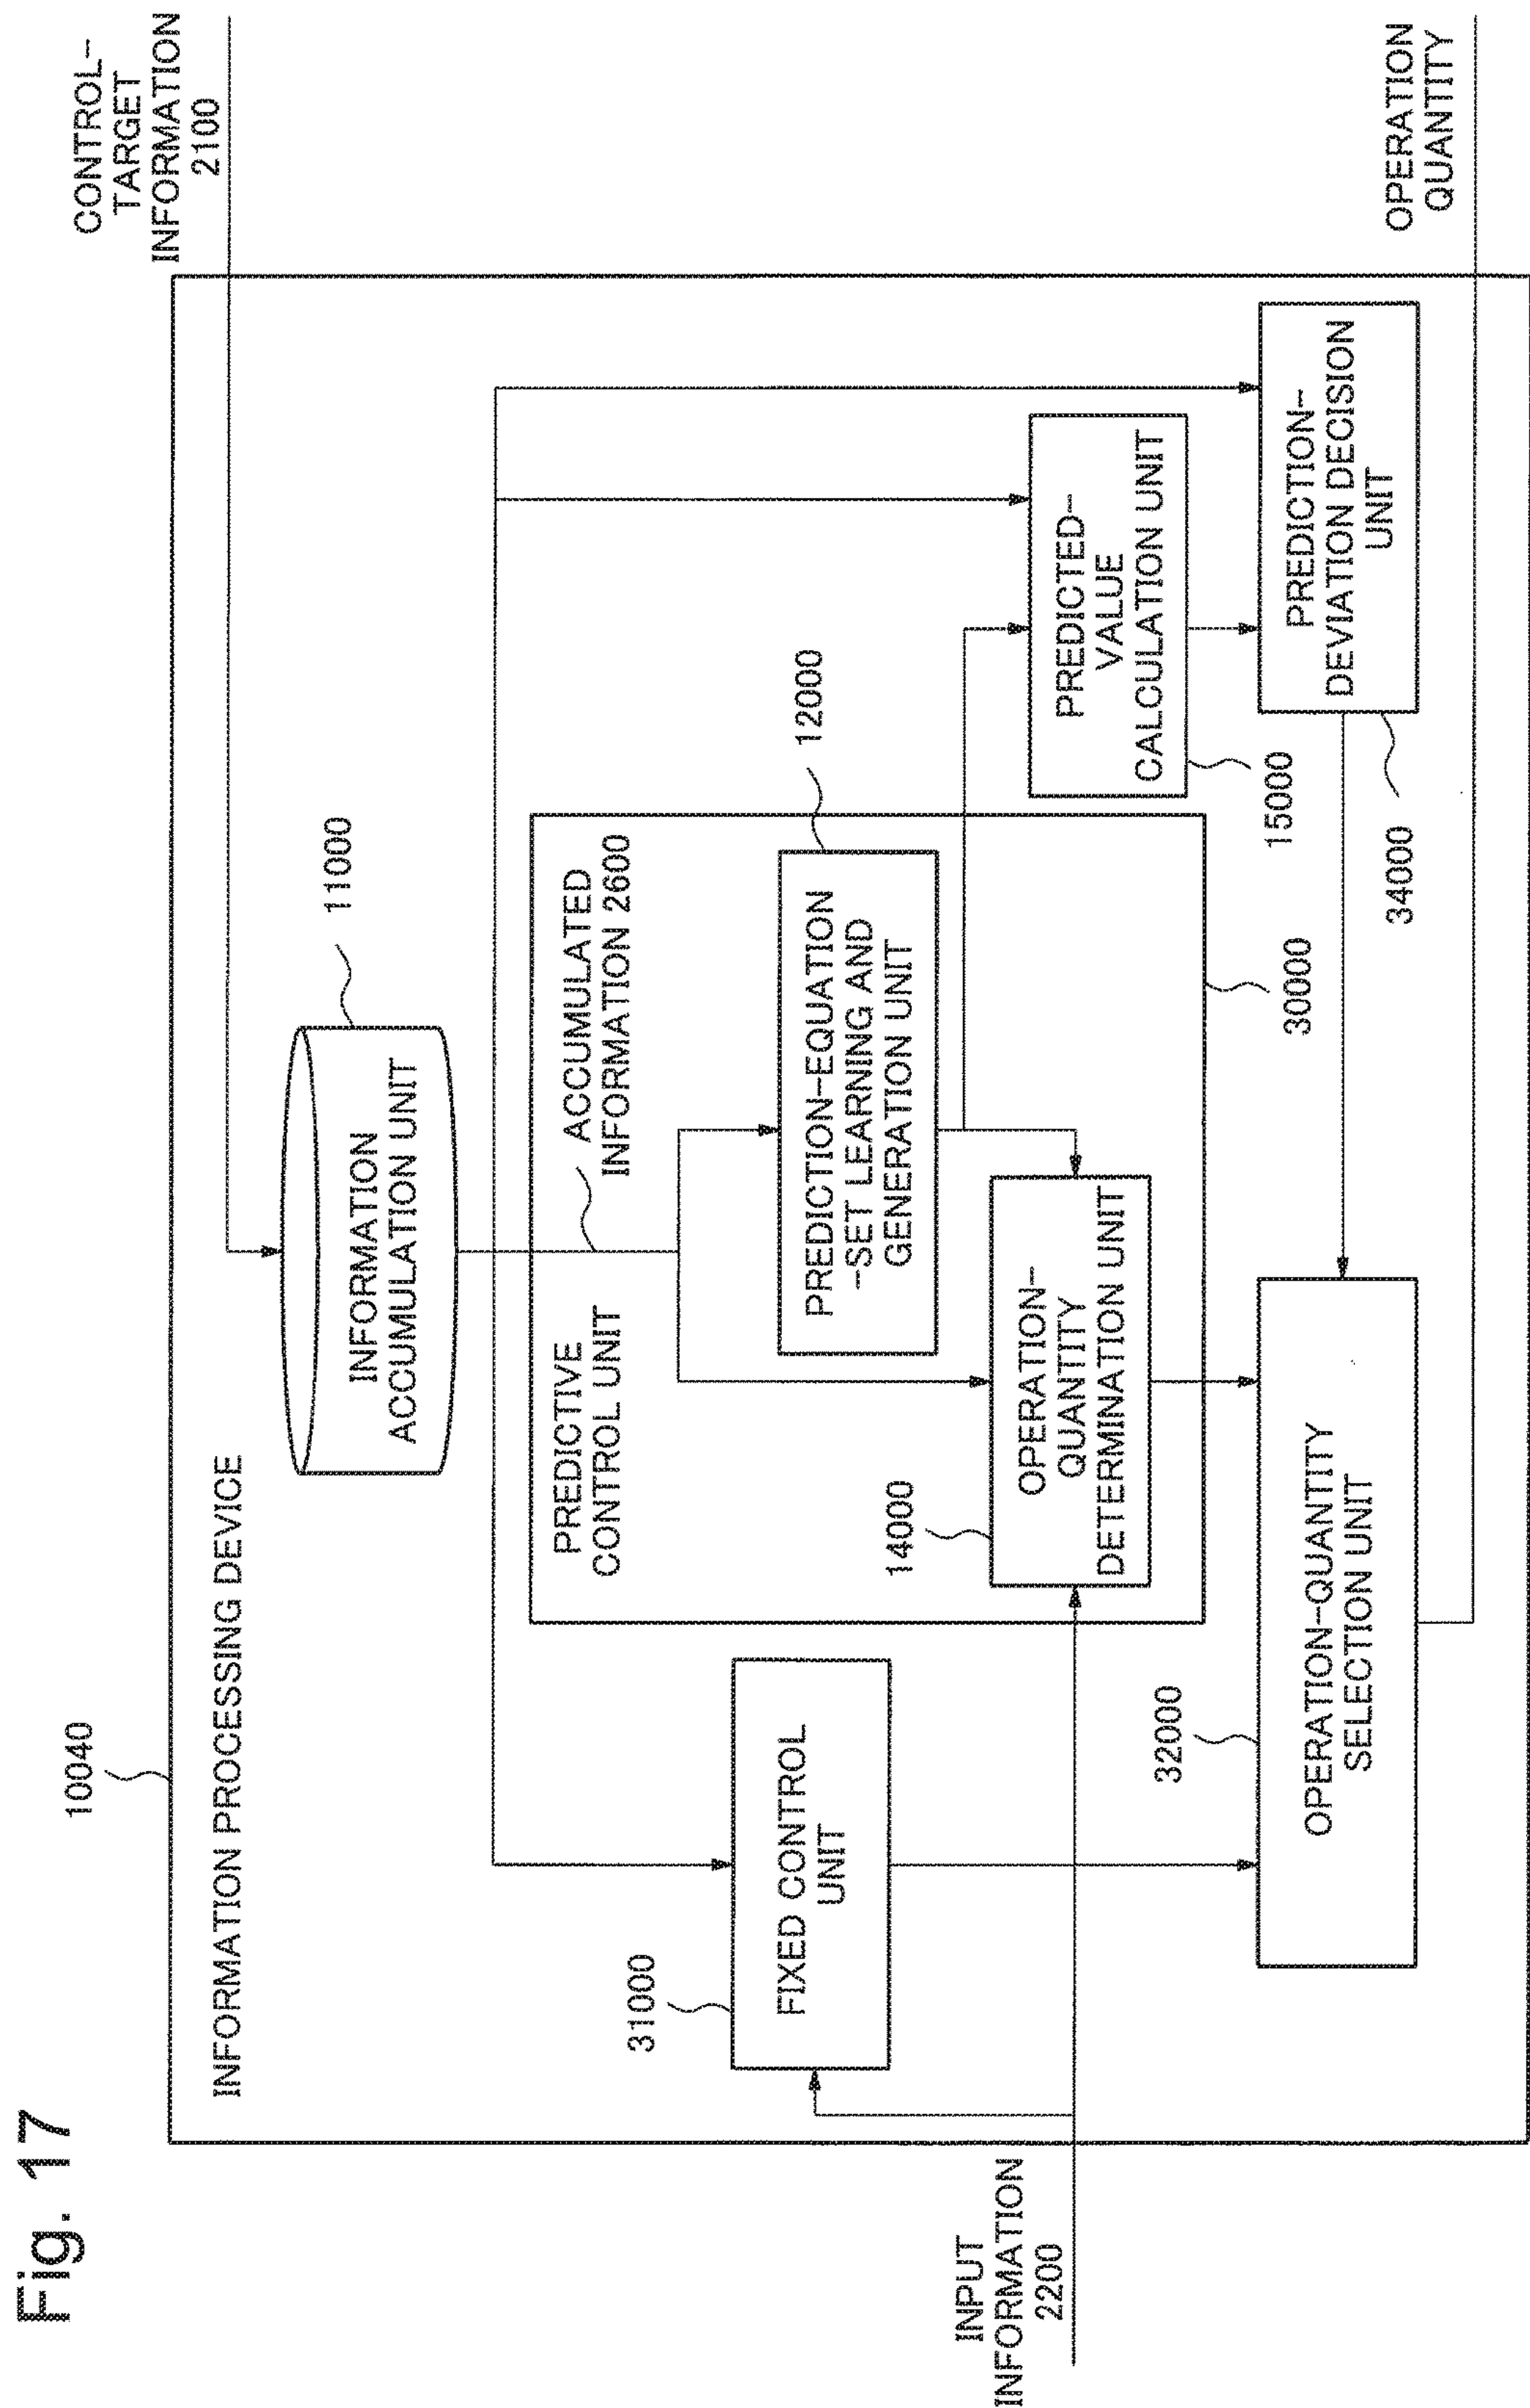 Fig. 17
10040
INFORMATION PROCESSING DEVICE
CONTROL-
TARGET
INFORMATION
2100
INFORMATION
ACCUMULATION UNIT
11000
PREDICTIVE
CONTROL UNIT
ACCUMULATED
INFORMATION 2600
31000
FIXED CONTROL
UNIT
PREDICTION-EQUATION
-SET LEARNING AND
GENERATION UNIT
12000
INPUT
INFORMATION
2200
14000
OPERATION-
QUANTITY
DETERMINATION UNIT
PREDICTED-
VALUE
CALCULATION UNIT
15000
30000
32000
OPERATION-QUANTITY
SELECTION UNIT
PREDICTION-
DEVIATION DECISION
UNIT
34000
OPERATION
QUANTITY